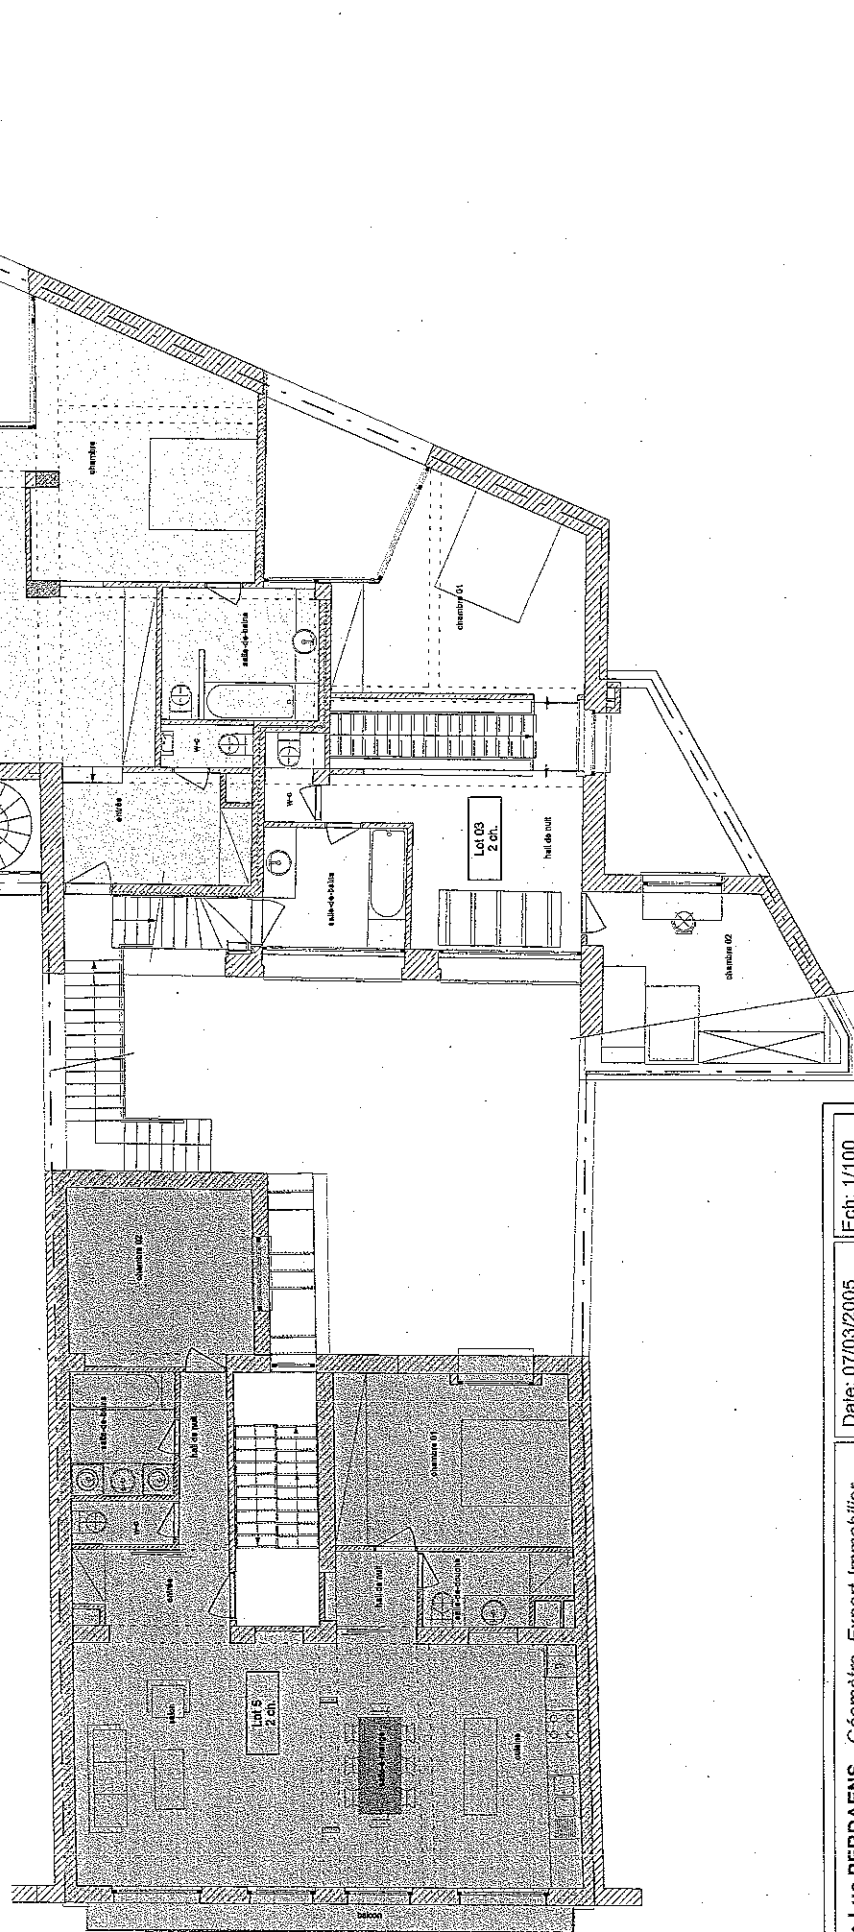 chambre
chambre 01
salle-de-bains
w-c
w-c
entrée
Lot 03
2 ch.
hall de nuit
salle-de-bains
chambre 02
chambre 02
salle-de-bains
hall de nuit
chambre 01
w-c
entrée
hall de nuit
salle-de-douche
salon
Lot 5
2 ch.
salle-à-manger
cuisine
balcon
Géomètre-Expert Immobilier
Date: 07/03/2005
Ech: 1/100